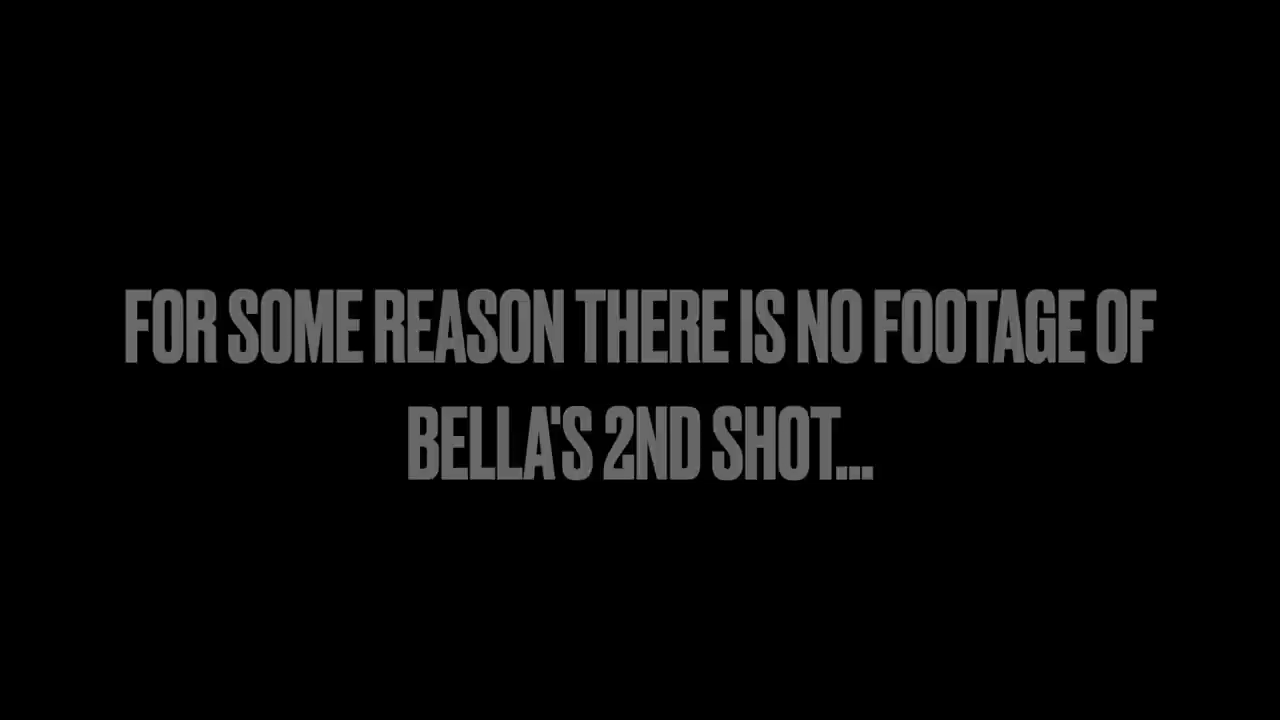 FOR SOME REASON THERE IS NO FOOTAGE OF
BELLA'S 2ND SHOT...